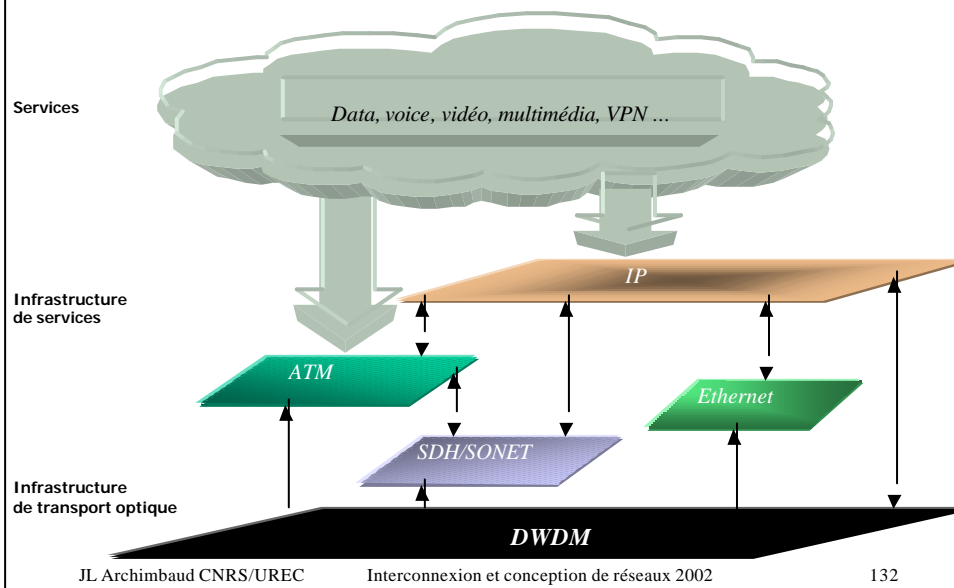 Services
Data, voice, vidéo, multimédia, VPN …
IP
Infrastructure
de services
ATM
Ethernet
SDH/SONET
Infrastructure
de transport optique
DWDM
JL Archimbaud CNRS/UREC Interconnexion et conception de réseaux 2002 132